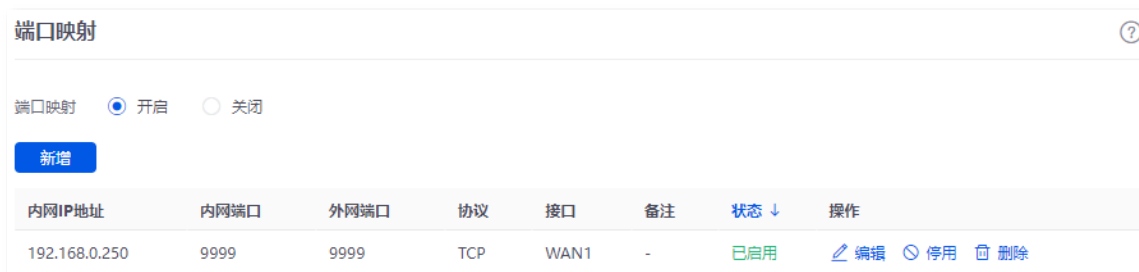 端口映射
端口映射 开启 关闭
新增
内网IP地址 内网端口 外网端口 协议 接口 备注 状态 ↓ 操作
192.168.0.250 9999 9999 TCP WAN1 - 已启用 编辑 停用 删除